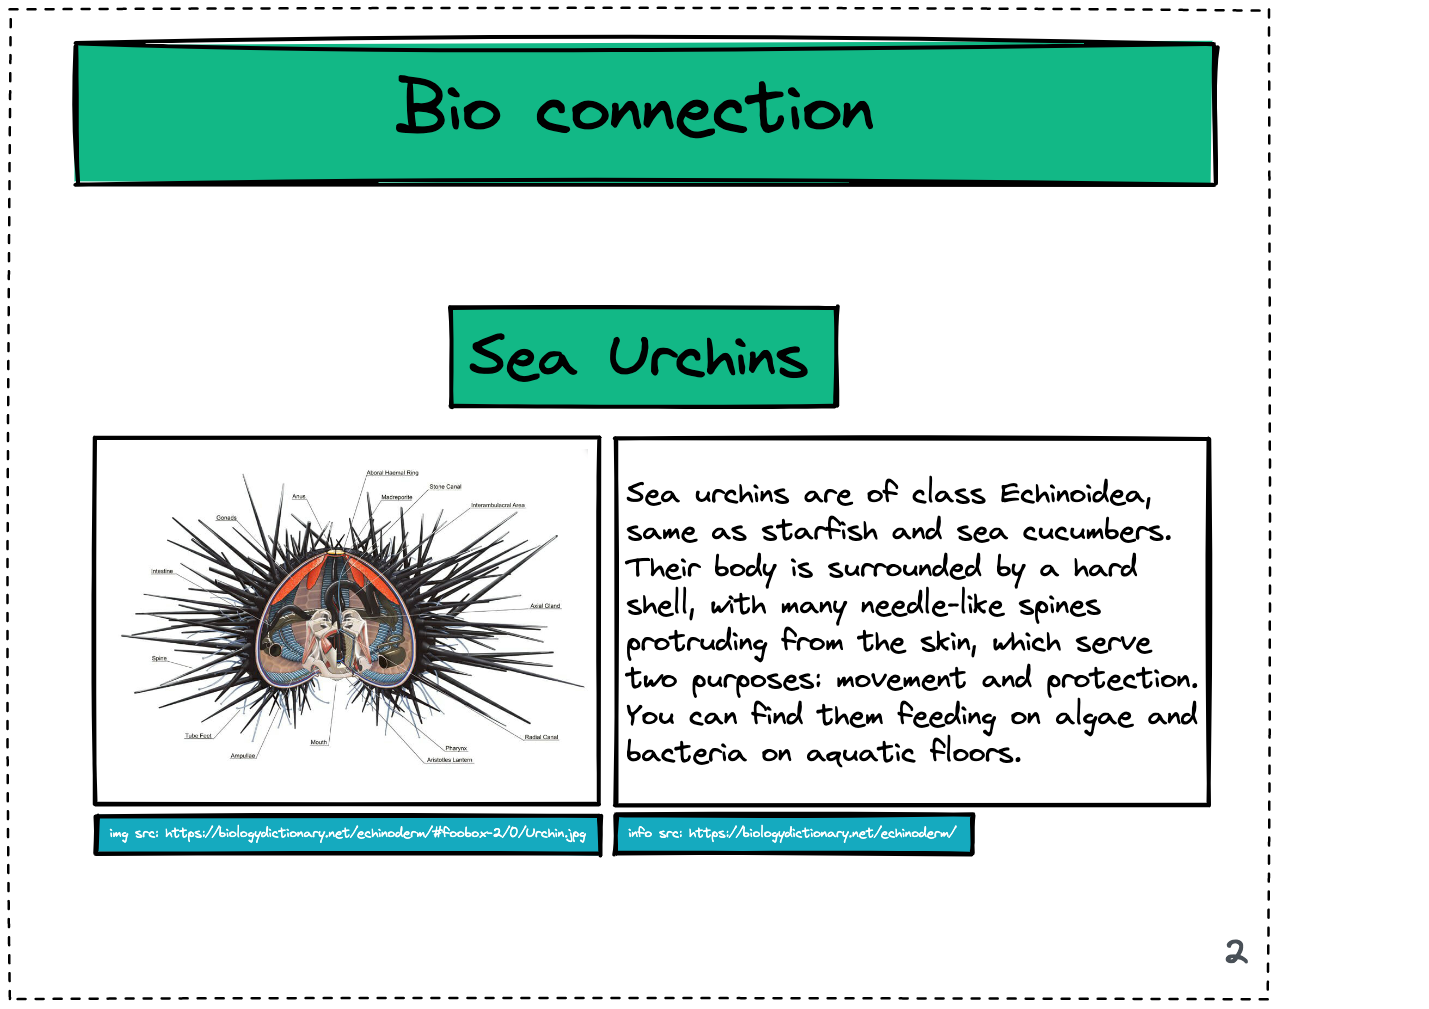 Bio connection
Sea Urchins
Aboral Haemal Ring
Stone Canal
Anus
Madreporite
Interambulacral Area
Gonads
Intestine
Axial Gland
Spine
Tube Feet
Radial Canal
Mouth
Pharynx
Ampullae
Aristotles Lantern
Sea urchins are of class Echinoidea,
same as starfish and sea cucumbers.
Their body is surrounded by a hard
shell, with many needle-like spines
protruding from the skin, which serve
two purposes: movement and protection.
You can find them feeding on algae and
bacteria on aquatic floors.
img src: https://biologydictionary.net/echinoderm/#foobox-2/0/Urchin.jpg
info src: https://biologydictionary.net/echinoderm/
2